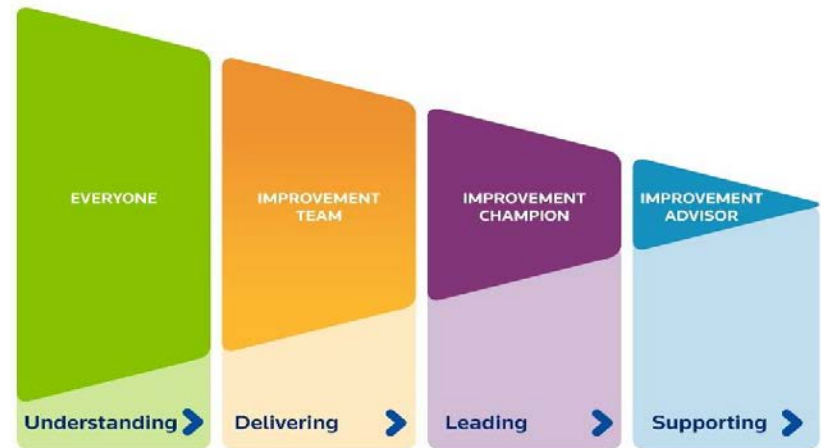 EVERYONE
IMPROVEMENT
TEAM
IMPROVEMENT
CHAMPION
IMPROVEMENT
ADVISOR
Understanding
Delivering
Leading
Supporting